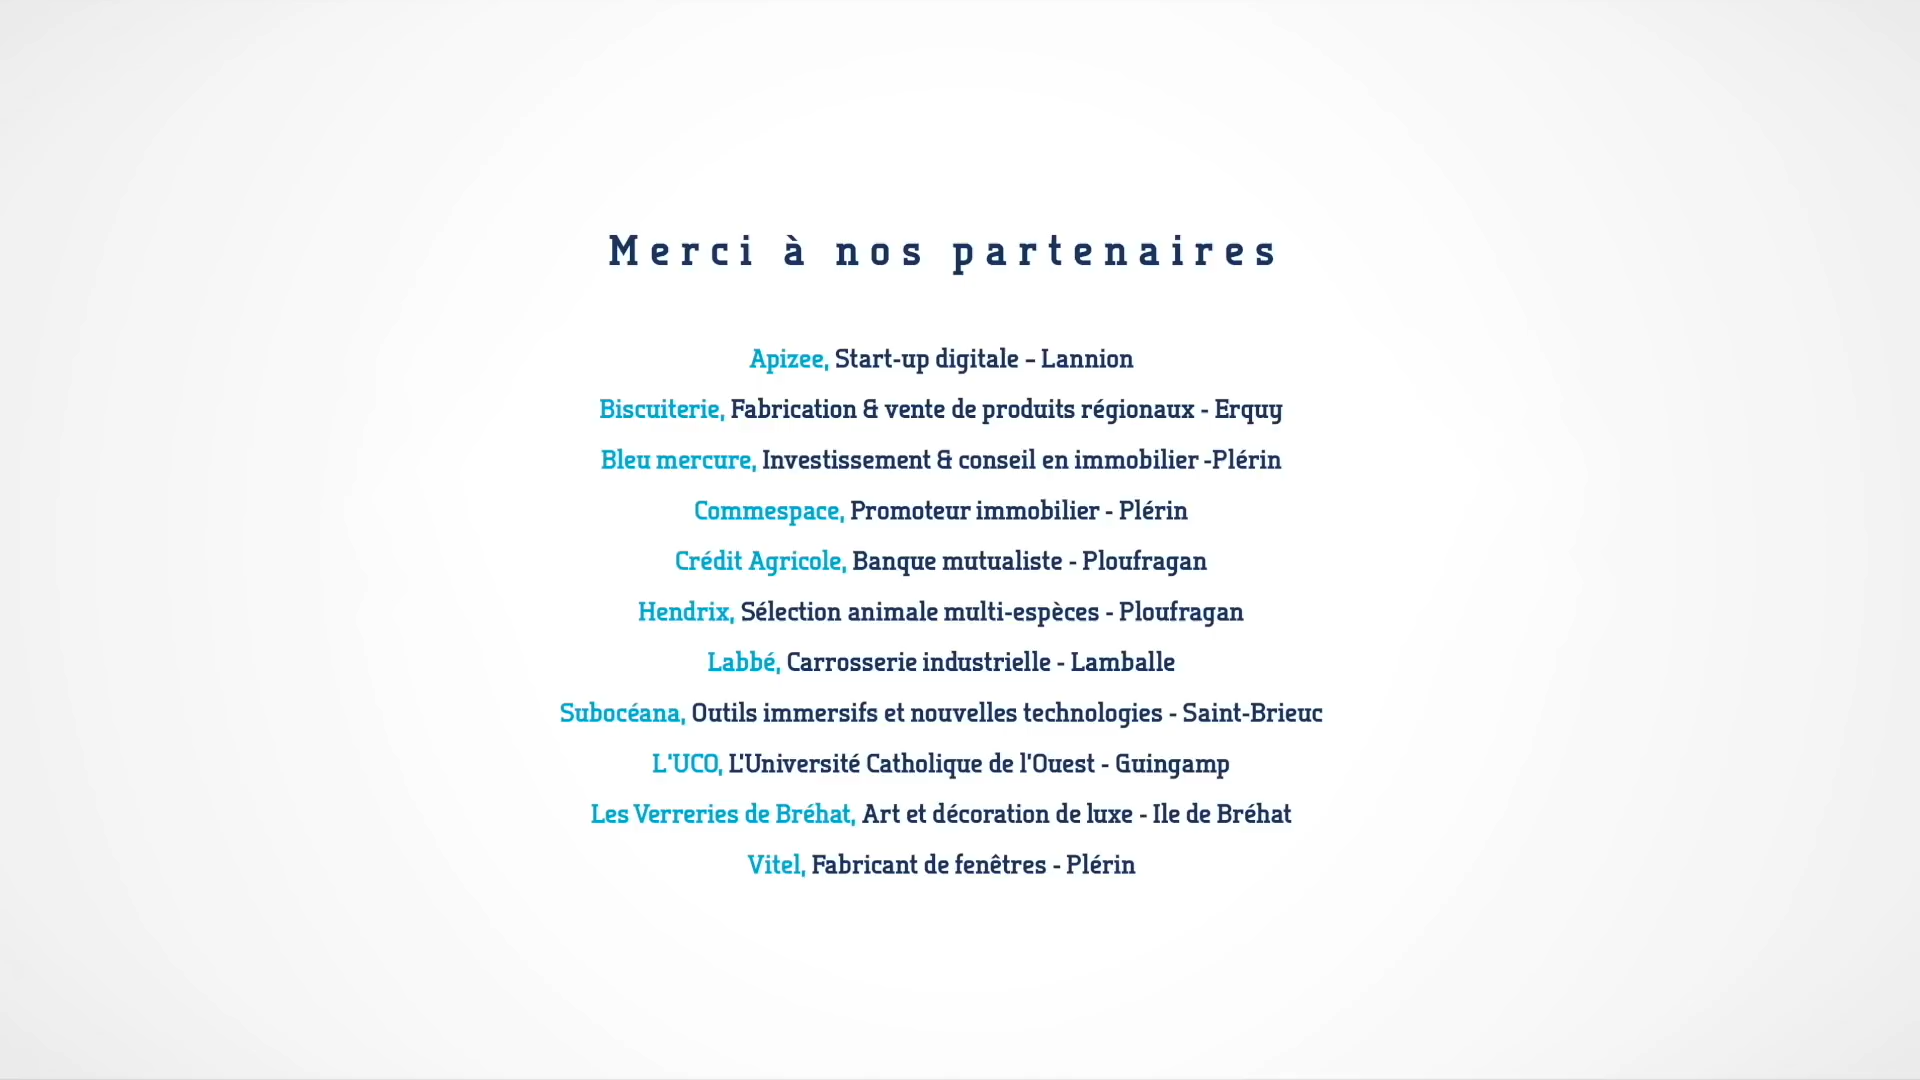 Merci à nos partenaires
Apizee, Start-up digitale – Lannion
Biscuiterie, Fabrication & vente de produits régionaux - Erquy
Bleu mercure, Investissement & conseil en immobilier -Plérin
Commespace, Promoteur immobilier - Plérin
Crédit Agricole, Banque mutualiste - Ploufragan
Hendrix, Sélection animale multi-espèces - Ploufragan
Labbé, Carrosserie industrielle - Lamballe
Subocéana, Outils immersifs et nouvelles technologies - Saint-Brieuc
L'UCO, L'Université Catholique de l'Ouest - Guingamp
Les Verreries de Bréhat, Art et décoration de luxe - Ile de Bréhat
Vitel, Fabricant de fenêtres - Plérin